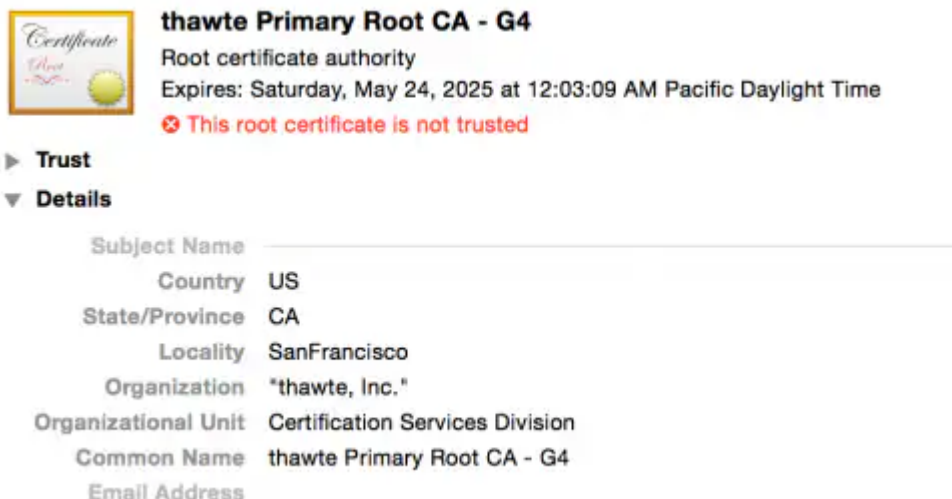 Certificate
Root
thawte Primary Root CA - G4
Root certificate authority
Expires: Saturday, May 24, 2025 at 12:03:09 AM Pacific Daylight Time
This root certificate is not trusted
Trust
Details
Subject Name
Country US
State/Province CA
Locality SanFrancisco
Organization "thawte, Inc."
Organizational Unit Certification Services Division
Common Name thawte Primary Root CA - G4
Email Address